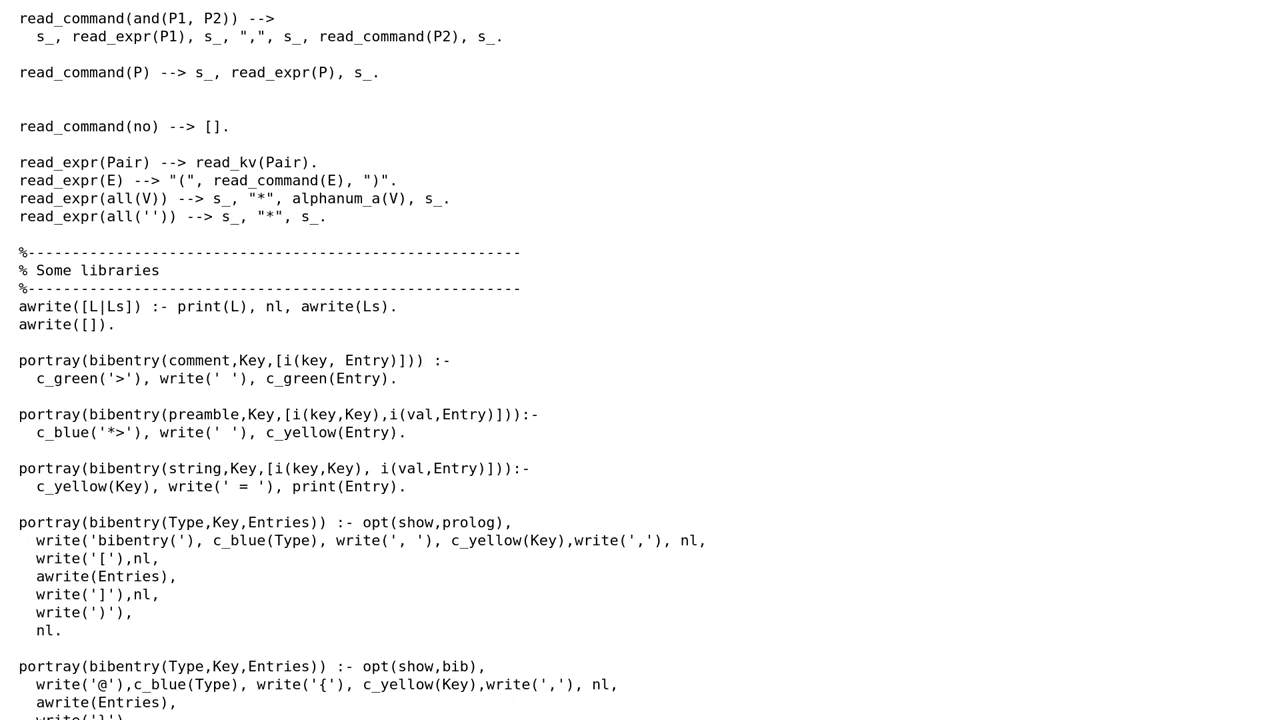 read_command(and(P1, P2)) -->
  s_, read_expr(P1), s_, ",", s_, read_command(P2), s_.

read_command(P) --> s_, read_expr(P), s_.


read_command(no) --> [].

read_expr(Pair) --> read_kv(Pair).
read_expr(E) --> "(", read_command(E), ")".
read_expr(all(V)) --> s_, "*", alphanum_a(V), s_.
read_expr(all('')) --> s_, "*", s_.

%--------------------------------------------------------
% Some libraries
%--------------------------------------------------------
awrite([L|Ls]) :- print(L), nl, awrite(Ls).
awrite([]).

portray(bibentry(comment,Key,[i(key, Entry)])) :-
  c_green('>'), write(' '), c_green(Entry).

portray(bibentry(preamble,Key,[i(key,Key),i(val,Entry)])):-
  c_blue('*>'), write(' '), c_yellow(Entry).

portray(bibentry(string,Key,[i(key,Key), i(val,Entry)])):-
  c_yellow(Key), write(' = '), print(Entry).

portray(bibentry(Type,Key,Entries)) :- opt(show,prolog),
  write('bibentry('), c_blue(Type), write(', '), c_yellow(Key),write(','), nl,
  write('['),nl,
  awrite(Entries),
  write(']'),nl,
  write(')'),
  nl.

portray(bibentry(Type,Key,Entries)) :- opt(show,bib),
  write('@'),c_blue(Type), write('{'), c_yellow(Key),write(','), nl,
  awrite(Entries),
  write('}'),